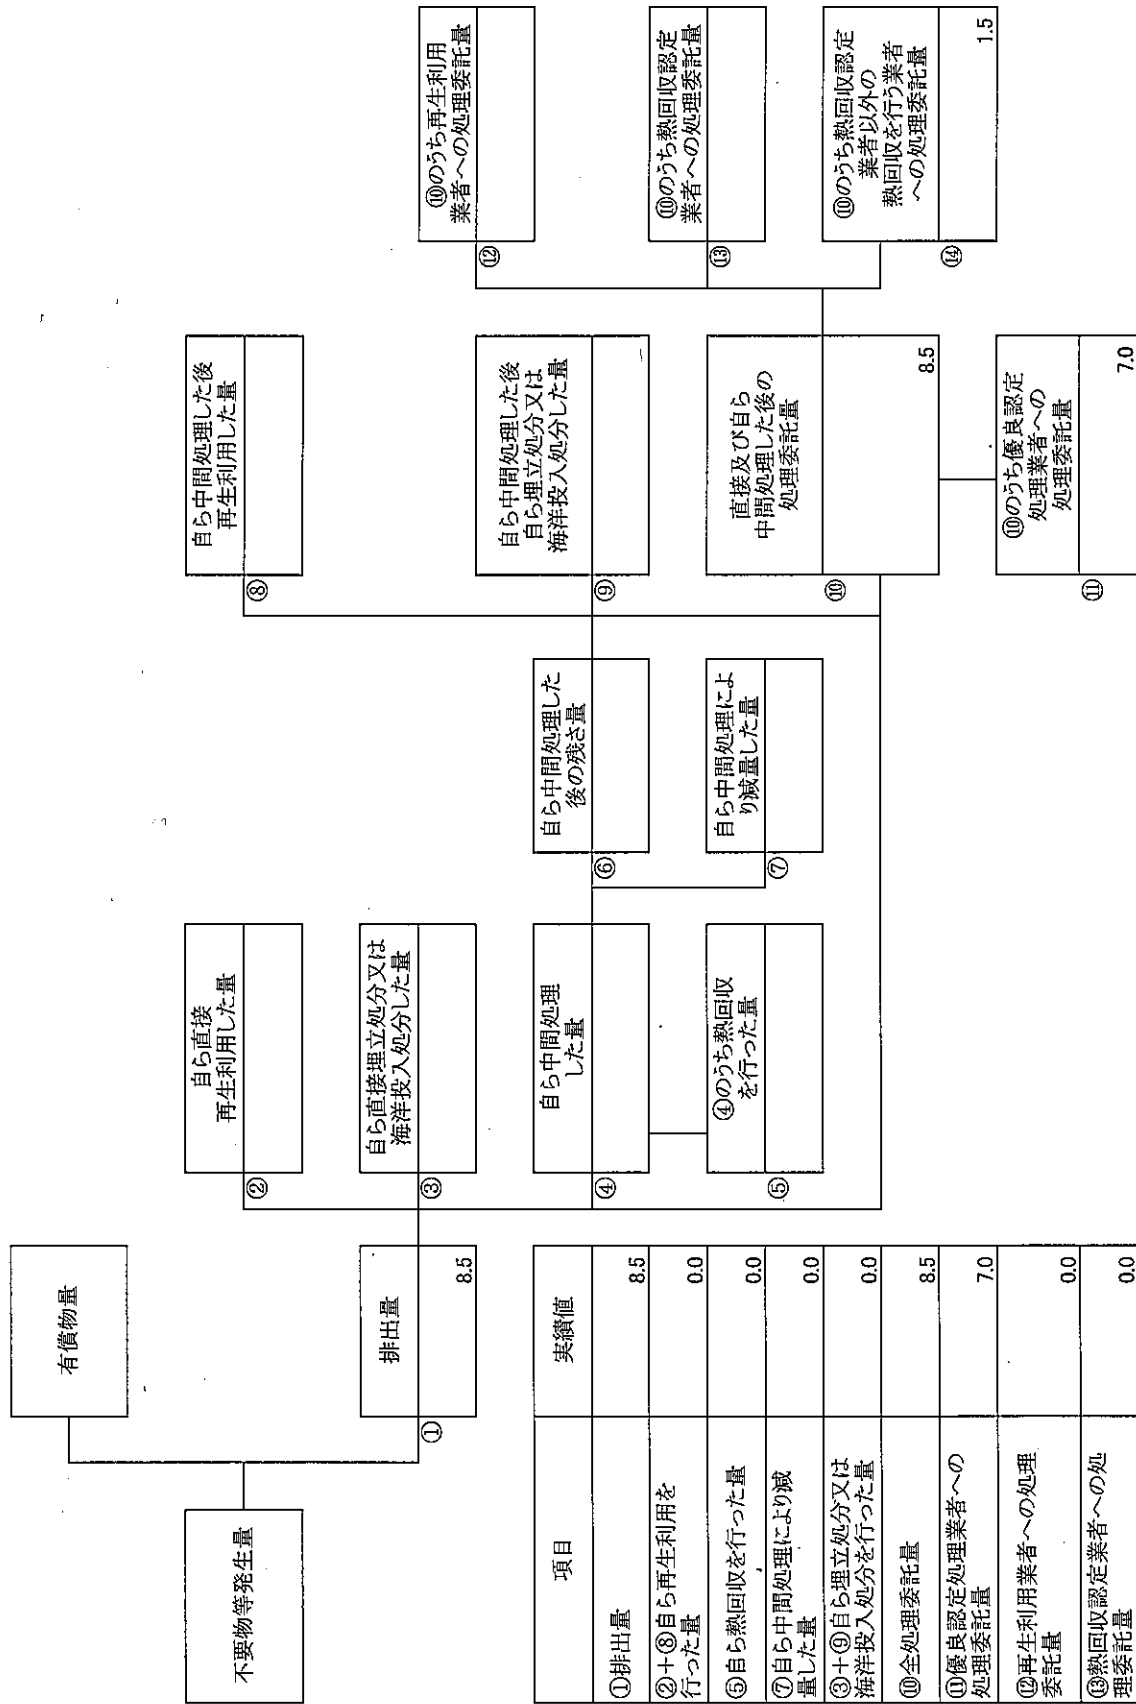 不要物等発生量
有償物量
①
排出量
8.5
②
自ら直接
再生利用した量
③
自ら直接埋立処分又は
海洋投入処分した量
④
自ら中間処理
した量
⑤
④のうち熱回収
を行った量
⑥
自ら中間処理した
後の残さ量
⑦
自ら中間処理によ
り減量した量
⑧
自ら中間処理した後
再生利用した量
⑨
自ら中間処理した後
自ら埋立処分又は
海洋投入処分した量
⑩
直接及び自ら
中間処理した後の
処理委託量
8.5
⑪
⑩のうち優良認定
処理業者への
処理委託量
7.0
⑫
⑩のうち再生利用
業者への処理委託量
⑬
⑩のうち熱回収認定
業者への処理委託量
⑭
⑩のうち熱回収認定
業者以外の
熱回収を行う業者
への処理委託量
1.5
項目
実績値
①排出量
8.5
②+⑧自ら再生利用を
行った量
0.0
⑤自ら熱回収を行った量
0.0
⑦自ら中間処理により減
量した量
0.0
③+⑨自ら埋立処分又は
海洋投入処分を行った量
0.0
⑩全処理委託量
8.5
⑪優良認定処理業者への
処理委託量
7.0
⑫再生利用業者への処理
委託量
0.0
⑬熱回収認定業者への処
理委託量
0.0